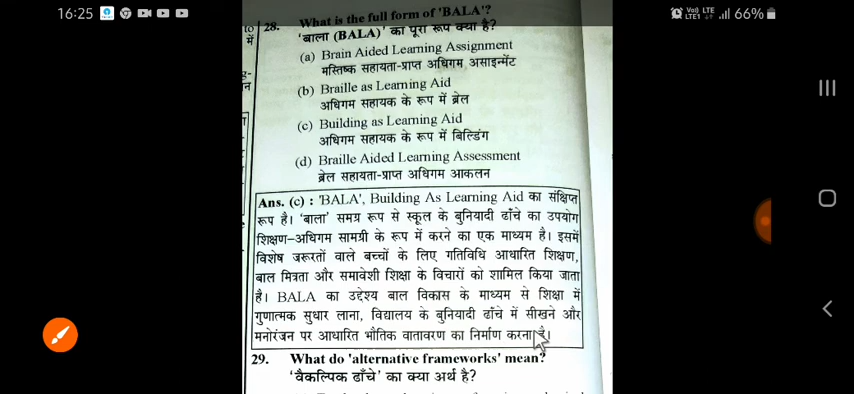 16:25
Vo)) LTE
LTE1
66%
to
में
28. What is the full form of 'BALA'?
'बाला (BALA)' का पूरा रूप क्या है?
(a) Brain Aided Learning Assignment
मस्तिष्क सहायता-प्राप्त अधिगम असाइन्मेंट
(b) Braille as Learning Aid
अधिगम सहायक के रूप में ब्रेल
(c) Building as Learning Aid
अधिगम सहायक के रूप में बिल्डिंग
(d) Braille Aided Learning Assessment
ब्रेल सहायता-प्राप्त अधिगम आकलन
Ans. (c) : 'BALA', Building As Learning Aid का संक्षिप्त
रूप है। 'बाला' समग्र रूप से स्कूल के बुनियादी ढाँचे का उपयोग
शिक्षण–अधिगम सामग्री के रूप में करने का एक माध्यम है। इसमें
विशेष जरूरतों वाले बच्चों के लिए गतिविधि आधारित शिक्षण,
बाल मित्रता और समावेशी शिक्षा के विचारों को शामिल किया जाता
है। BALA का उद्देश्य बाल विकास के माध्यम से शिक्षा में
गुणात्मक सुधार लाना, विद्यालय के बुनियादी ढाँचे में सीखने और
मनोरंजन पर आधारित भौतिक वातावरण का निर्माण करना है।
29. What do 'alternative frameworks' mean?
'वैकल्पिक ढाँचे' का क्या अर्थ है?